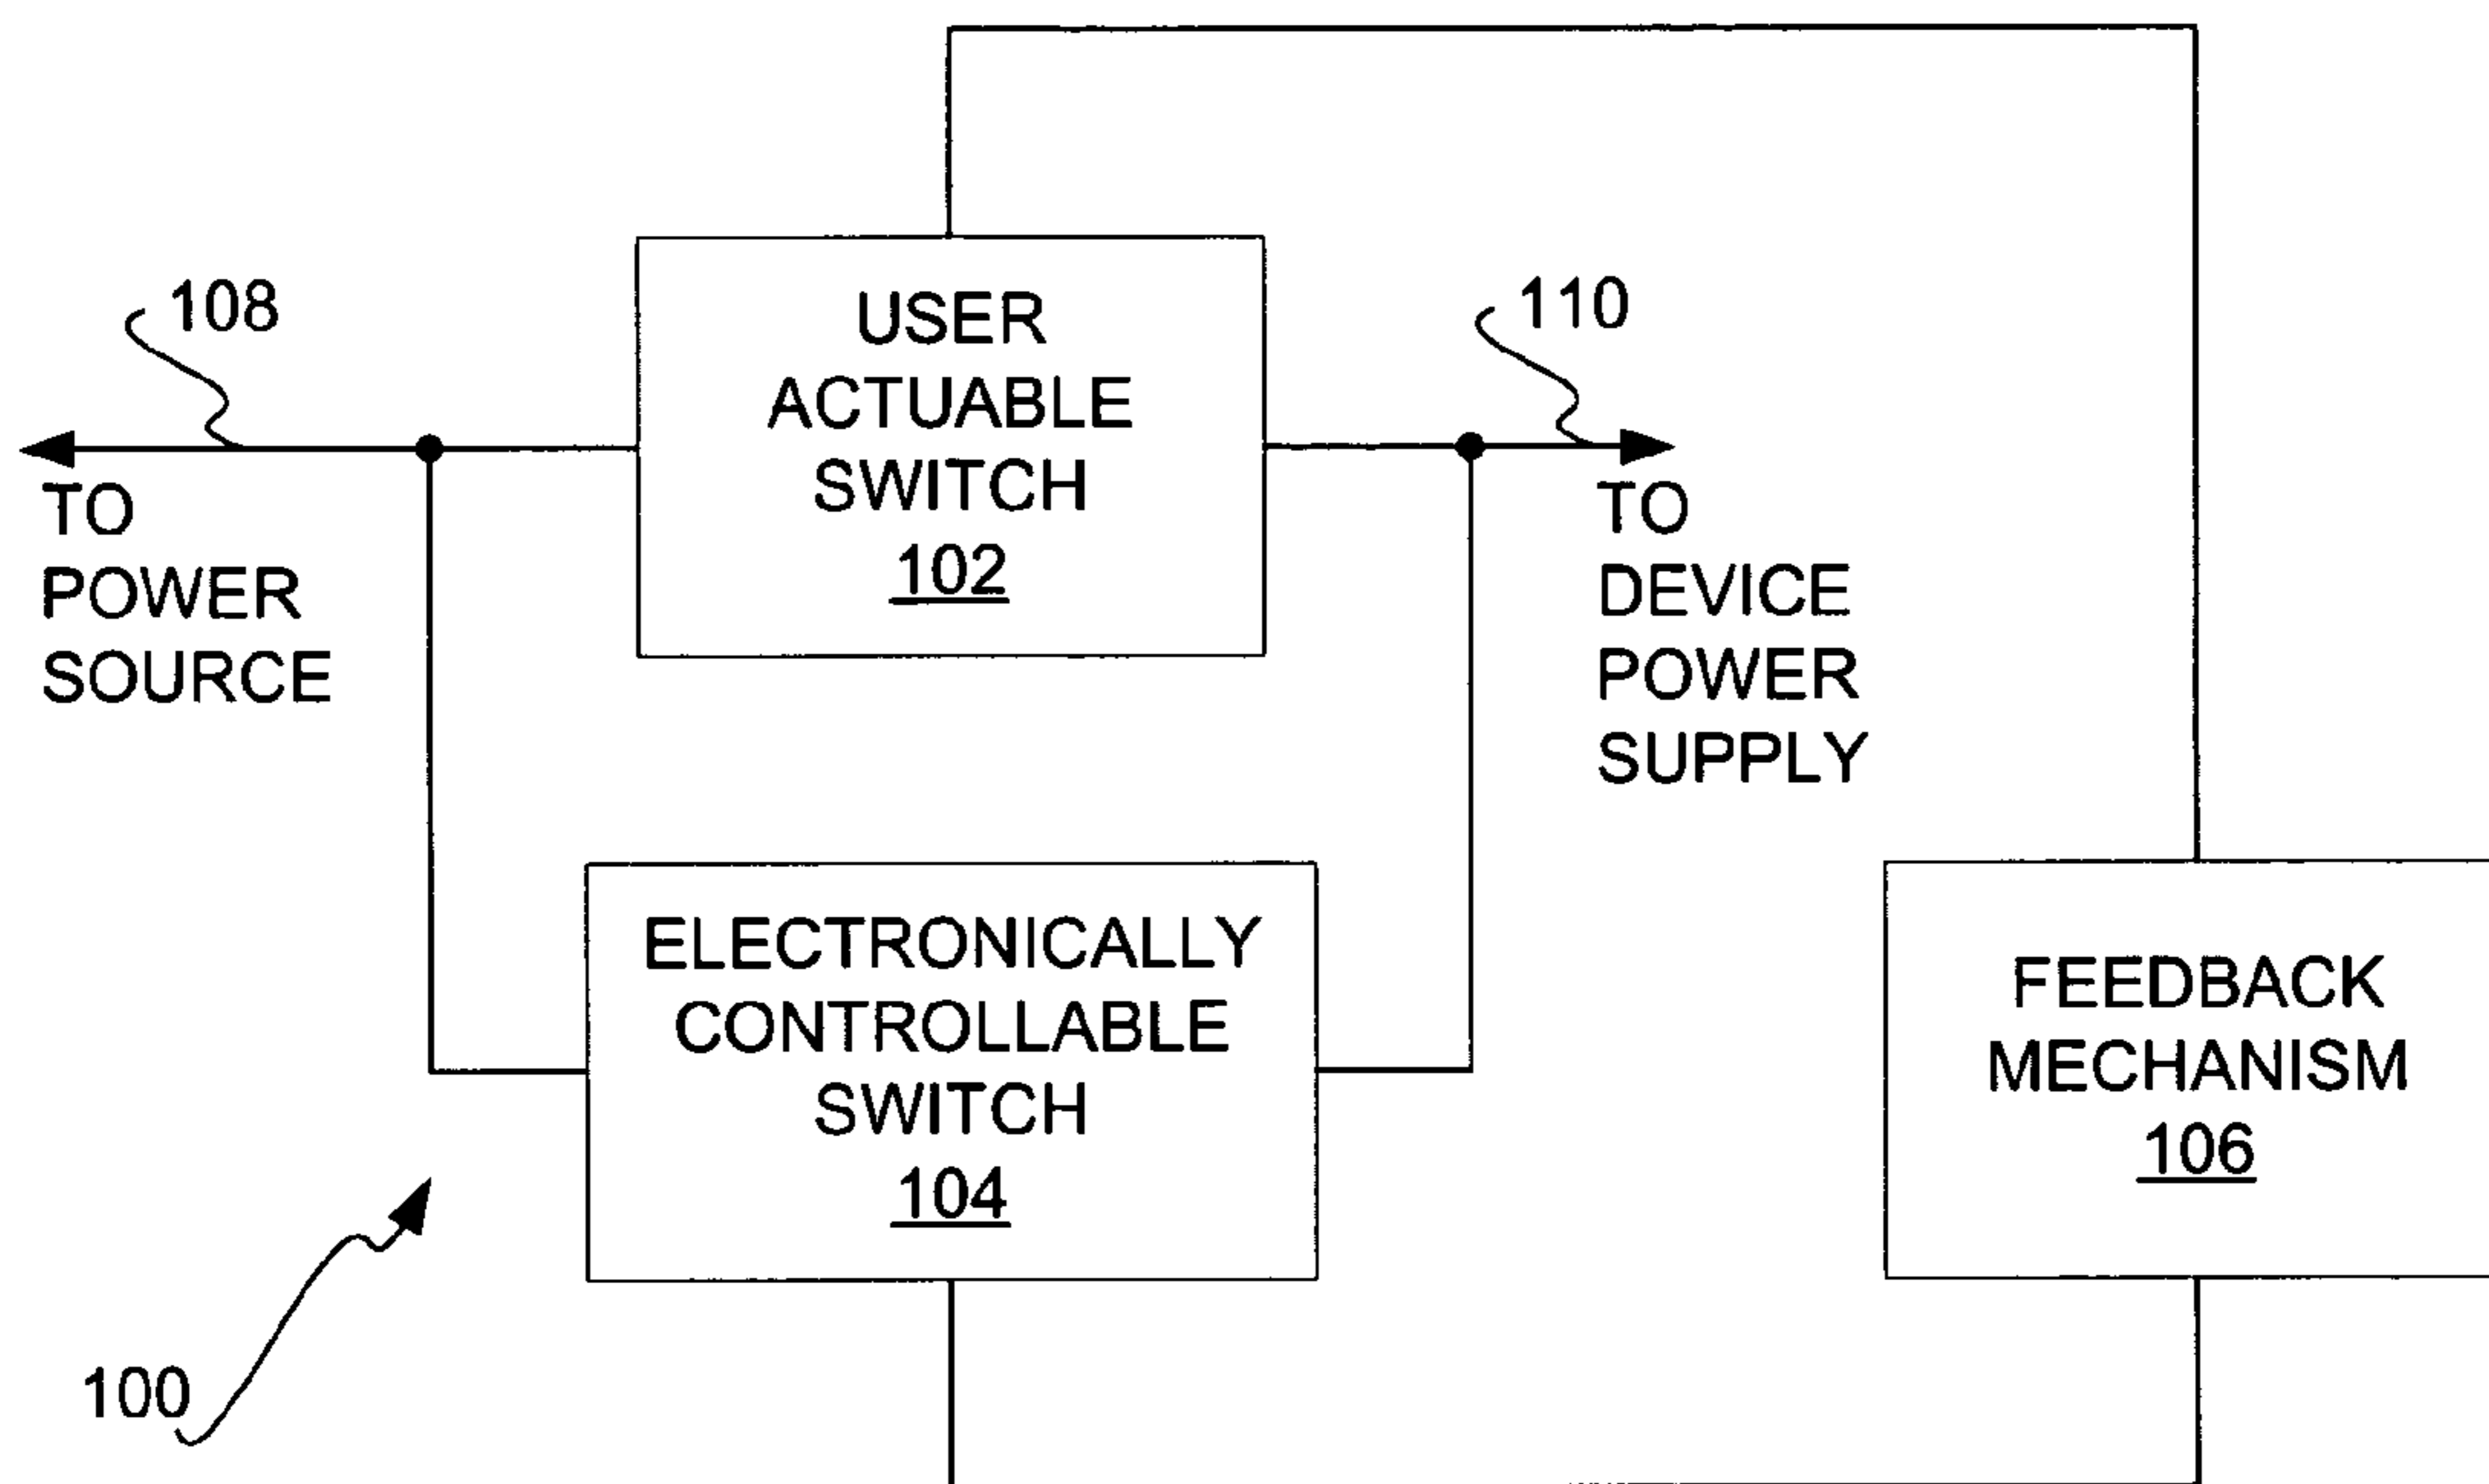 108
USER
ACTUABLE
SWITCH
102
110
TO
POWER
SOURCE
TO
DEVICE
POWER
SUPPLY
ELECTRONICALLY
CONTROLLABLE
SWITCH
104
FEEDBACK
MECHANISM
106
100